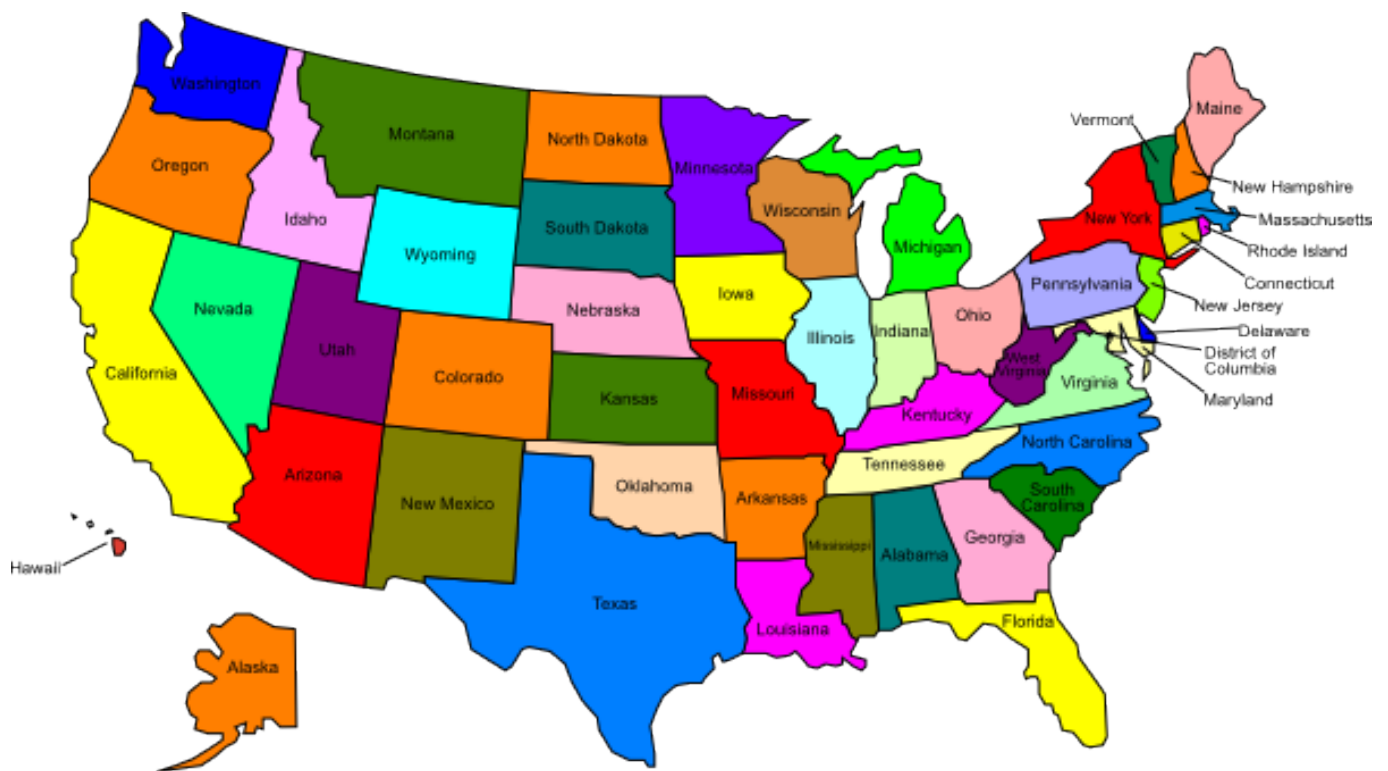 Washington
Montana
North Dakota
Minnesota
Maine
Vermont
Oregon
Idaho
Wyoming
South Dakota
Wisconsin
Michigan
New York
New Hampshire
Massachusetts
Rhode Island
Connecticut
New Jersey
Delaware
District of
Columbia
Maryland
Nevada
Utah
California
Colorado
Nebraska
Iowa
Kansas
Missouri
Illinois
Indiana
Ohio
Pennsylvania
West
Virginia
Virginia
Kentucky
North Carolina
Tennessee
South
Carolina
Arizona
New Mexico
Oklahoma
Arkansas
Mississippi
Alabama
Georgia
Texas
Louisiana
Florida
Hawaii
Alaska